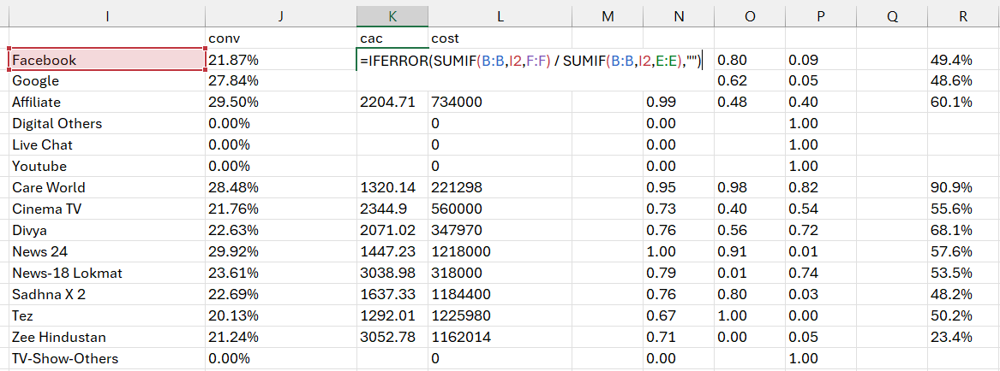 I J K L M N O P Q R
conv cac cost
Facebook 21.87% =IFERROR(SUMIF(B:B,I2,F:F) / SUMIF(B:B,I2,E:E),"") 0.80 0.09 49.4%
Google 27.84% 0.62 0.05 48.6%
Affiliate 29.50% 2204.71 734000 0.99 0.48 0.40 60.1%
Digital Others 0.00% 0 0.00 1.00
Live Chat 0.00% 0 0.00 1.00
Youtube 0.00% 0 0.00 1.00
Care World 28.48% 1320.14 221298 0.95 0.98 0.82 90.9%
Cinema TV 21.76% 2344.9 560000 0.73 0.40 0.54 55.6%
Divya 22.63% 2071.02 347970 0.76 0.56 0.72 68.1%
News 24 29.92% 1447.23 1218000 1.00 0.91 0.01 57.6%
News-18 Lokmat 23.61% 3038.98 318000 0.79 0.01 0.74 53.5%
Sadhna X 2 22.69% 1637.33 1184400 0.76 0.80 0.03 48.2%
Tez 20.13% 1292.01 1225980 0.67 1.00 0.00 50.2%
Zee Hindustan 21.24% 3052.78 1162014 0.71 0.00 0.05 23.4%
TV-Show-Others 0.00% 0 0.00 1.00